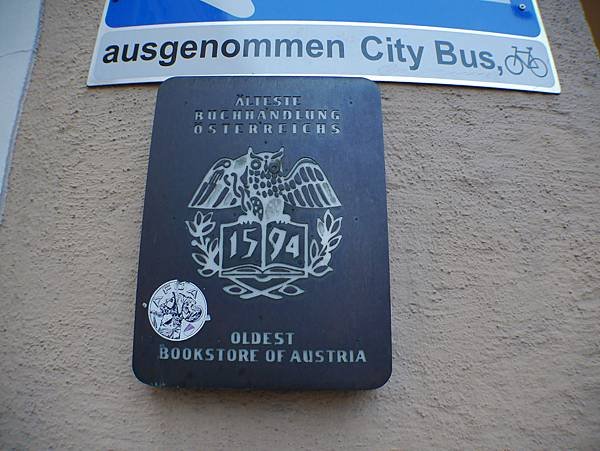 ausgenommen City Bus,
ÄLTESTE
BUCHHANDLUNG
ÖSTERREICHS
1594
OLDEST
BOOKSTORE OF AUSTRIA